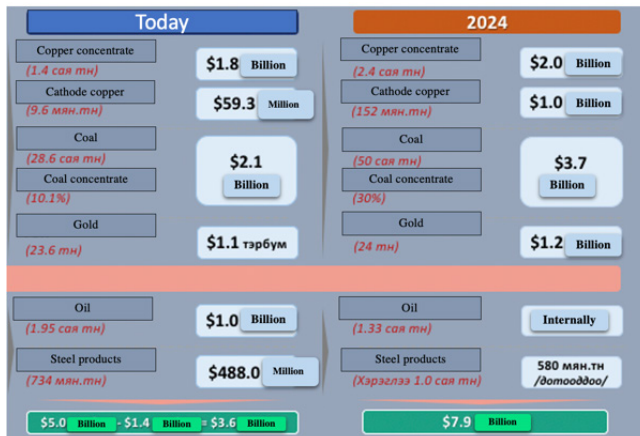 Today
Copper concentrate
(1.4 сая тн)
$1.8 Billion
Cathode copper
(9.6 мян.тн)
$59.3 Million
Coal
(28.6 сая тн)
Coal concentrate
(10.1%)
$2.1
Billion
Gold
(23.6 тн)
$1.1 тэрбум
Oil
(1.95 сая тн)
$1.0 Billion
Steel products
(734 мян.тн)
$488.0 Million
$5.0 Billion - $1.4 Billion = $3.6 Billion
2024
Copper concentrate
(2.4 сая тн)
$2.0 Billion
Cathode copper
(152 мян.тн)
$1.0 Billion
Coal
(50 сая тн)
Coal concentrate
(30%)
$3.7
Billion
Gold
(24 тн)
$1.2 Billion
Oil
(1.33 сая тн)
Internally
Steel products
(Хэрэглээ 1.0 сая тн)
580 мян.тн
/дотооддоо/
$7.9 Billion